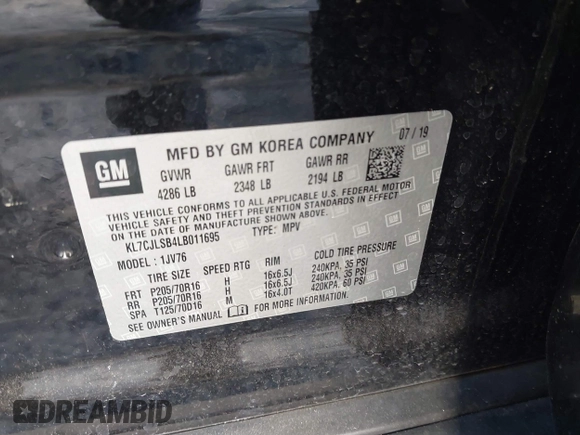 GM
MFD BY GM KOREA COMPANY 07 / 19
GVWR GAWR FRT GAWR RR
4286 LB 2348 LB 2194 LB
THIS VEHICLE CONFORMS TO ALL APPLICABLE U.S. FEDERAL MOTOR
VEHICLE SAFETY AND THEFT PREVENTION STANDARDS IN EFFECT
ON THE DATE OF MANUFACTURE SHOWN ABOVE.
KL7CJLSB4LB011695 TYPE: MPV
MODEL : 1JV76
TIRE SIZE SPEED RTG RIM COLD TIRE PRESSURE
FRT P205/70R16 H 16x6.5J 240KPA, 35 PSI
RR P205/70R16 H 16x6.5J 240KPA, 35 PSI
SPA T125/70D16 M 16x4.0T 420KPA, 60 PSI
SEE OWNER'S MANUAL FOR MORE INFORMATION.
DREAMBID